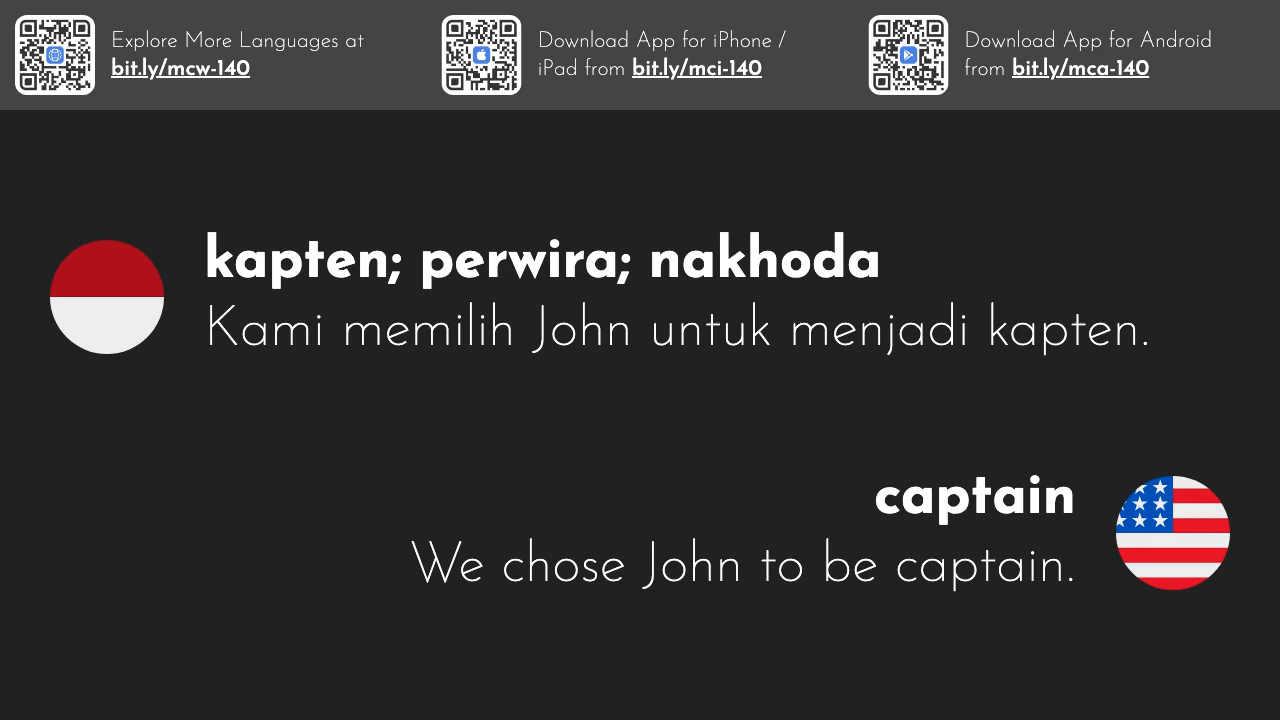 Explore More Languages at
bit.ly/mcw-140
Download App for iPhone /
iPad from bit.ly/mci-140
Download App for Android
from bit.ly/mca-140
kapten; perwira; nakhoda
Kami memilih John untuk menjadi kapten.
captain
We chose John to be captain.